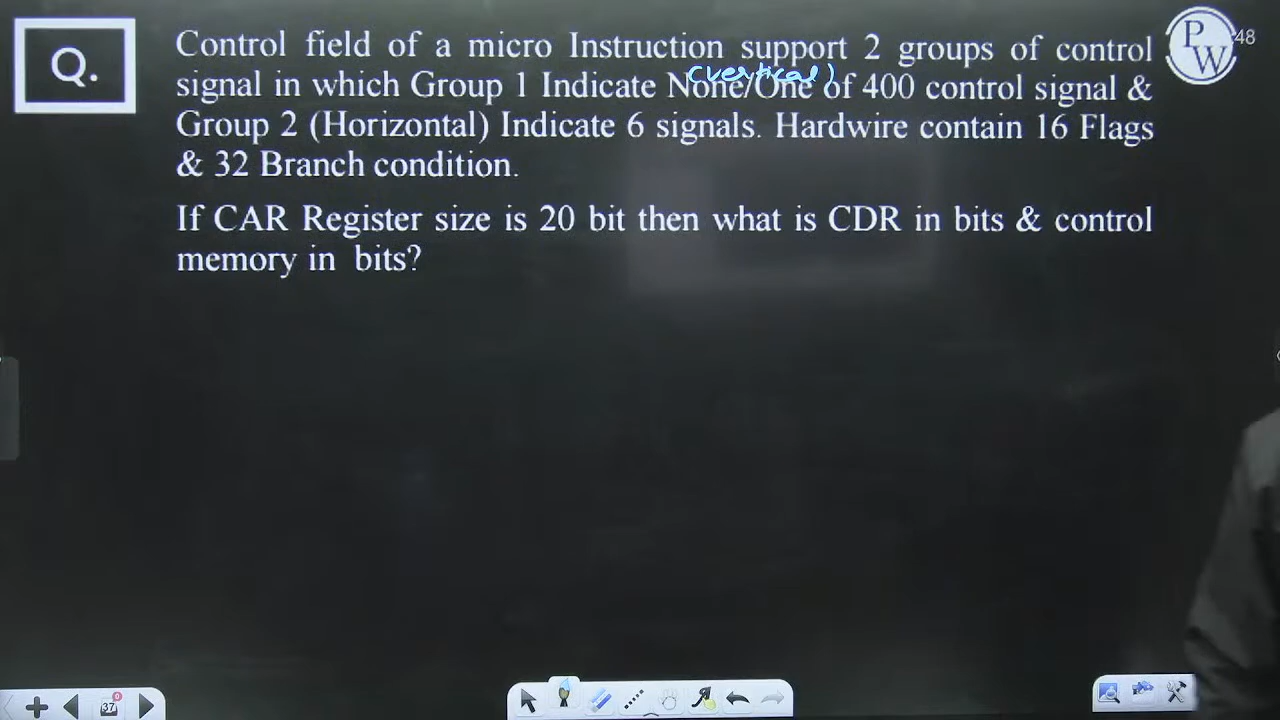 Q.
Control field of a micro Instruction support 2 groups of control
signal in which Group 1 Indicate None/One of 400 control signal &
(vertical)
Group 2 (Horizontal) Indicate 6 signals. Hardwire contain 16 Flags
& 32 Branch condition.
If CAR Register size is 20 bit then what is CDR in bits & control
memory in bits?
P
W
48
37
0